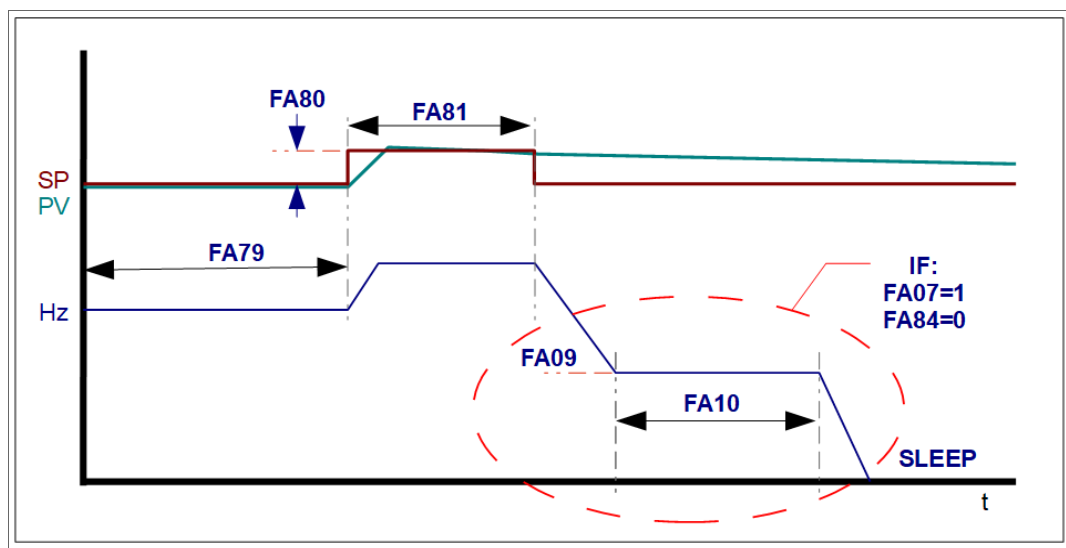 FA80
FA81
SP
PV
FA79
Hz
IF:
FA07=1
FA84=0
FA09
FA10
SLEEP
t